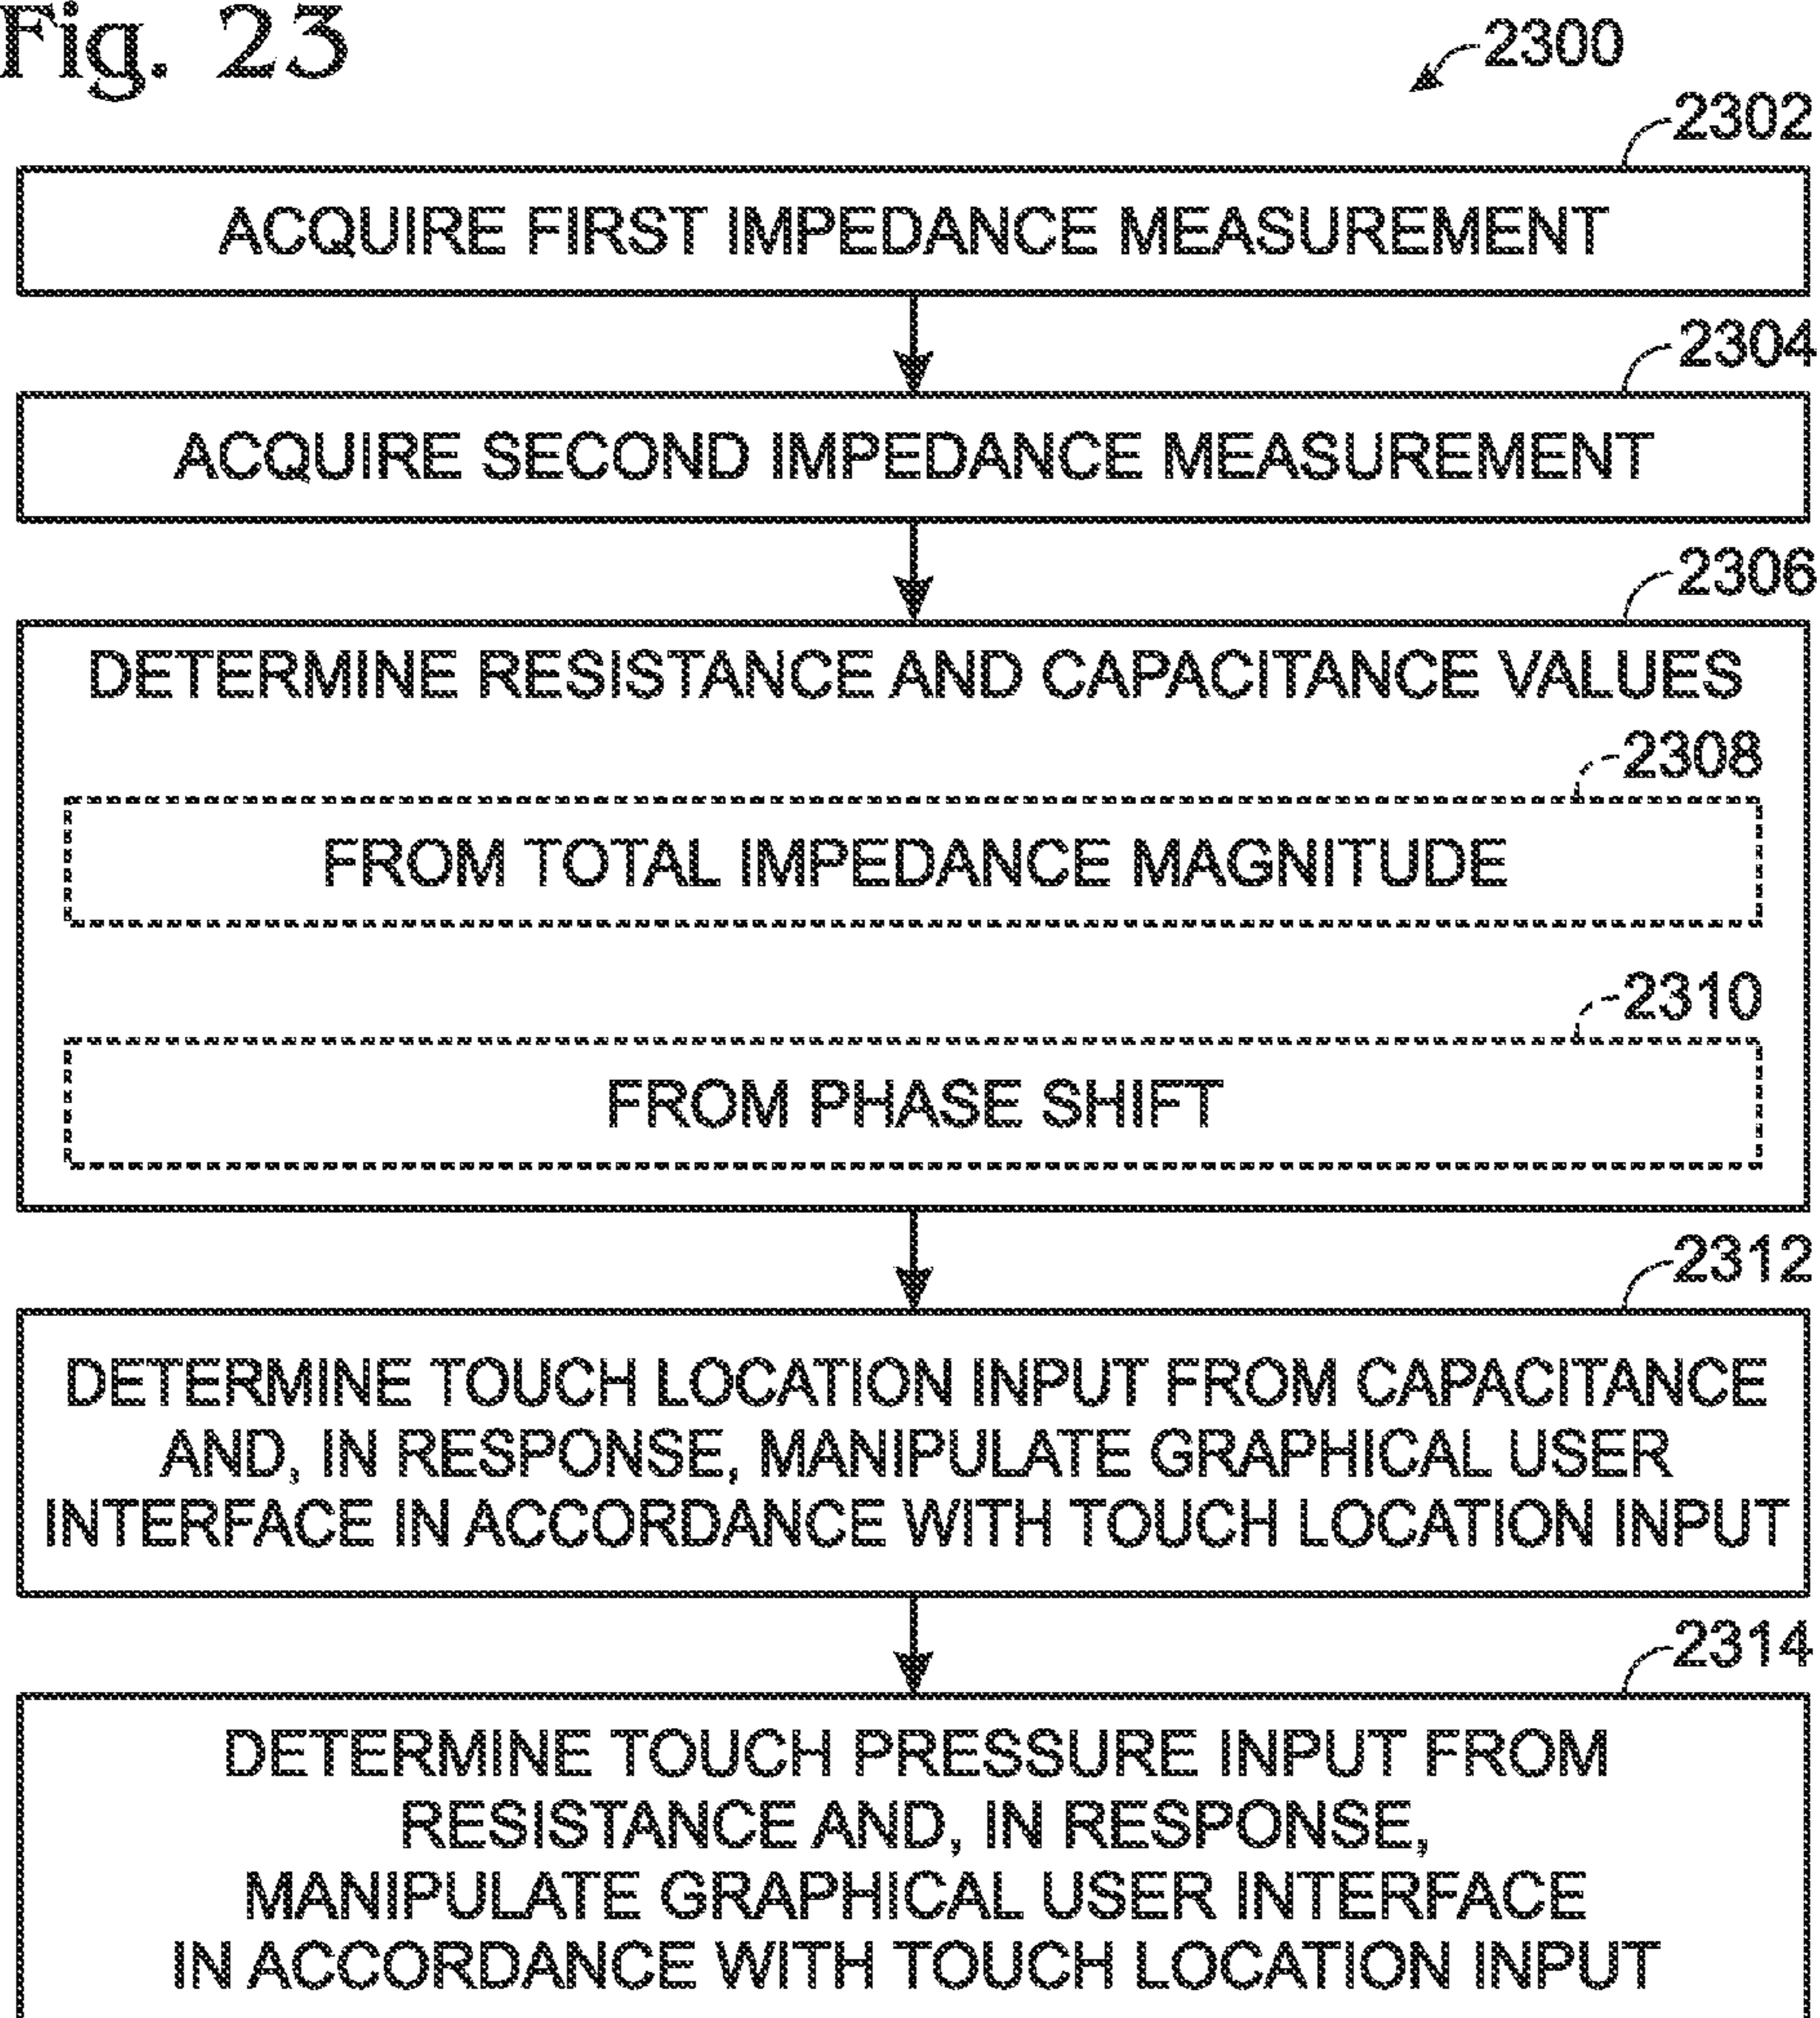 Fig. 23
2300
2302
ACQUIRE FIRST IMPEDANCE MEASUREMENT
2304
ACQUIRE SECOND IMPEDANCE MEASUREMENT
2306
DETERMINE RESISTANCE AND CAPACITANCE VALUES
2308
FROM TOTAL IMPEDANCE MAGNITUDE
2310
FROM PHASE SHIFT
2312
DETERMINE TOUCH LOCATION INPUT FROM CAPACITANCE
AND, IN RESPONSE, MANIPULATE GRAPHICAL USER
INTERFACE IN ACCORDANCE WITH TOUCH LOCATION INPUT
2314
DETERMINE TOUCH PRESSURE INPUT FROM
RESISTANCE AND, IN RESPONSE,
MANIPULATE GRAPHICAL USER INTERFACE
IN ACCORDANCE WITH TOUCH LOCATION INPUT